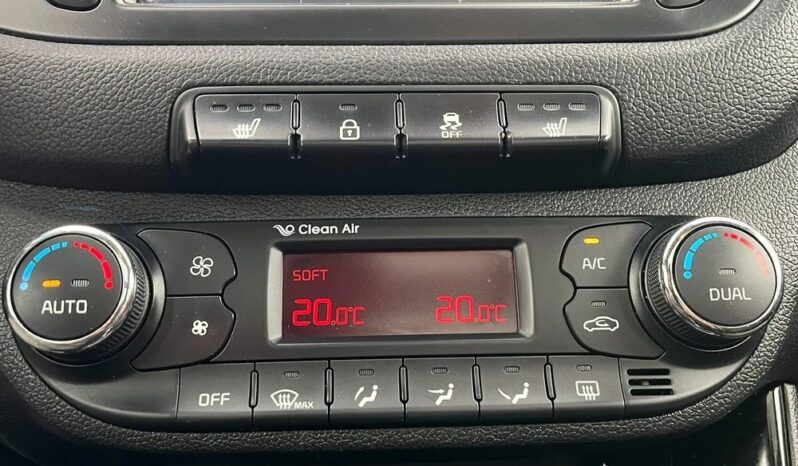 OFF
Clean Air
SOFT
20.0°C 20.0°C
AUTO
A/C
DUAL
OFF
MAX